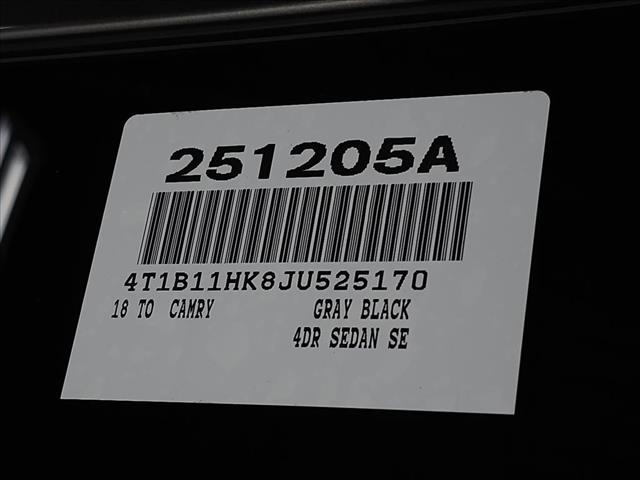 251205A
4T1B11HK8JU525170
18 TO CAMRY GRAY BLACK
4DR SEDAN SE